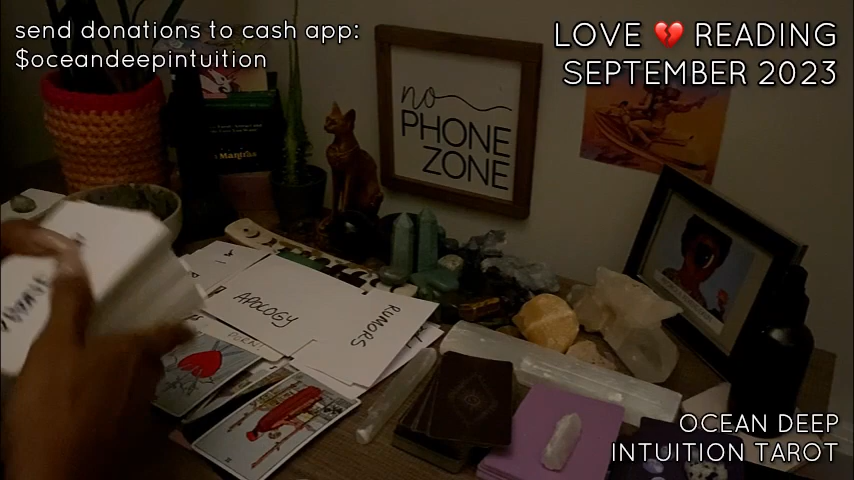 send donations to cash app:
$oceandeepintuition
LOVE 💔 READING
SEPTEMBER 2023
no
PHONE
ZONE
Mantras
APOLOGY
RUMORS
OCEAN DEEP
INTUITION TAROT